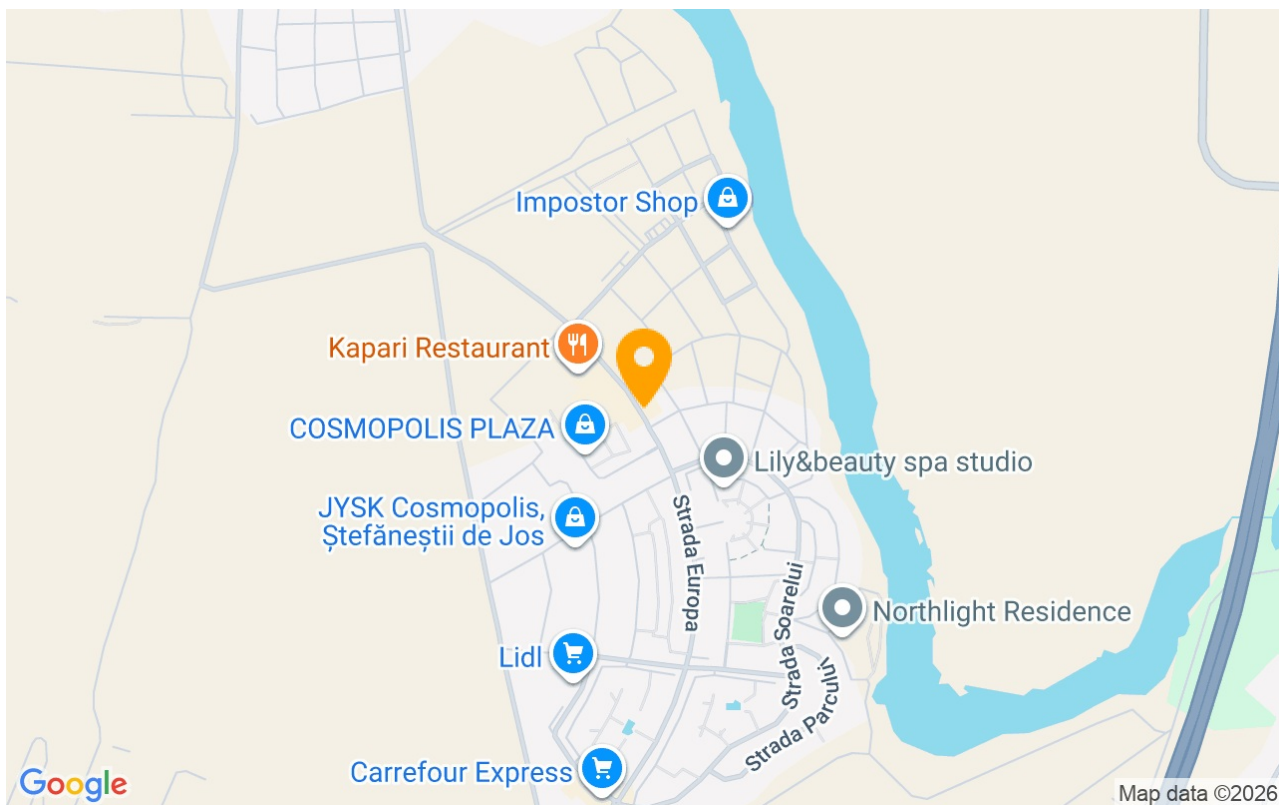 Impostor Shop
Kapari Restaurant
COSMOPOLIS PLAZA
Lily&beauty spa studio
JYSK Cosmopolis,
Ștefăneștii de Jos
Strada Europa
Strada Soarelui
Northlight Residence
Lidl
Strada Parcului
Carrefour Express
Google
Map data ©2026